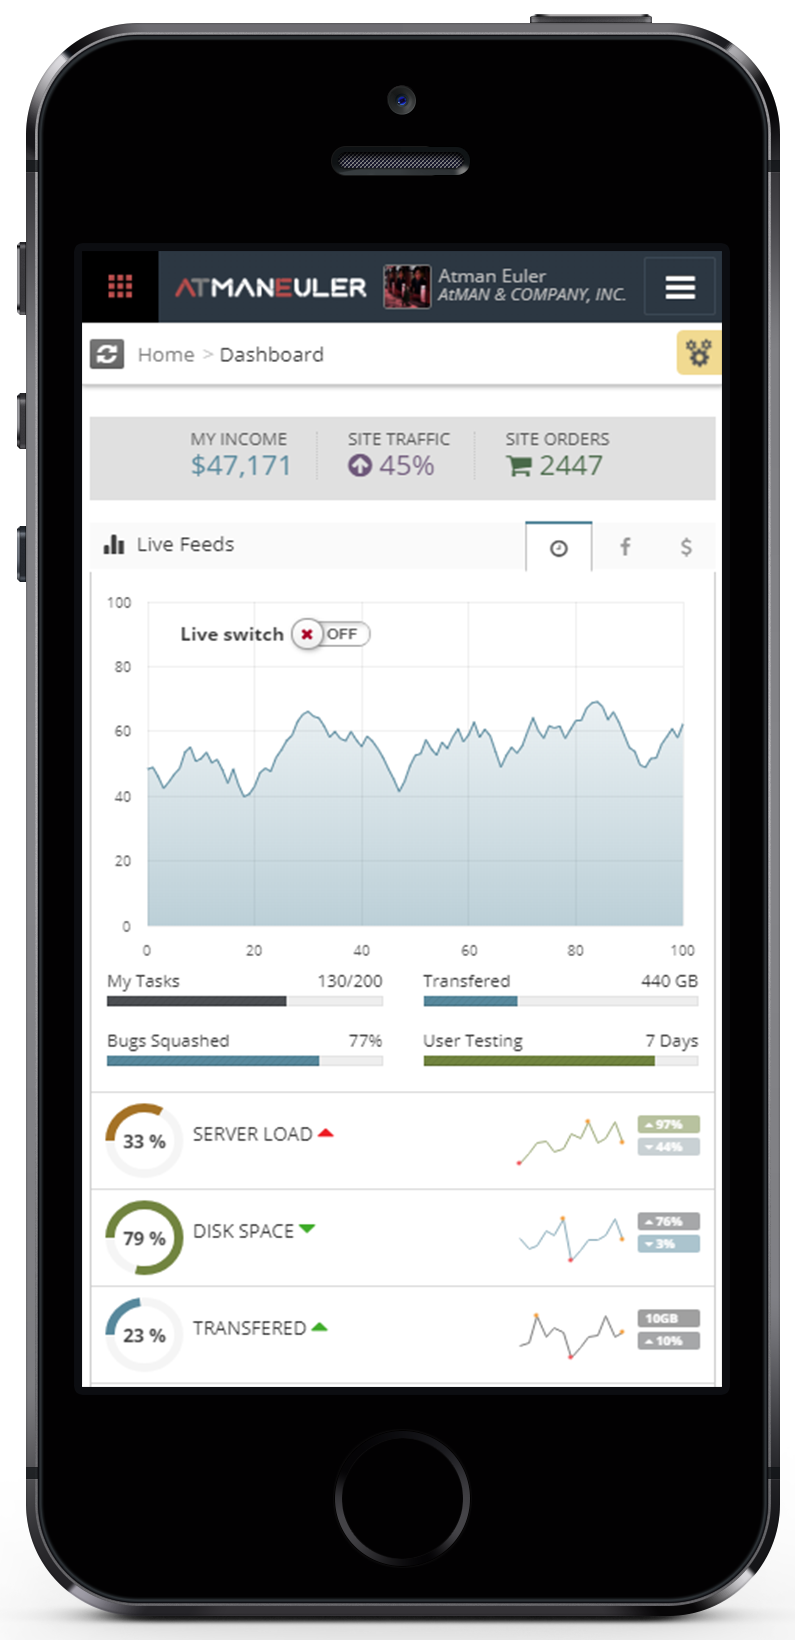 ATMANEULER
Atman Euler
AtMAN & COMPANY, INC.
Home > Dashboard
MY INCOME SITE TRAFFIC SITE ORDERS
$47,171 45% 2447
Live Feeds
f $
100
Live switch OFF
80
60
40
20
0
0 20 40 60 80 100
My Tasks 130/200 Transfered 440 GB
Bugs Squashed 77% User Testing 7 Days
33 % SERVER LOAD 97%
44%
79 % DISK SPACE 76%
3%
23 % TRANSFERED 10GB
10%